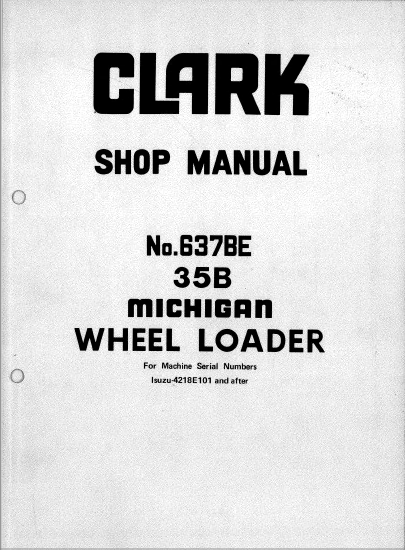 CLARK
SHOP MANUAL
No.637BE
35B
MICHIGAN
WHEEL LOADER
For Machine Serial Numbers
Isuzu-4218E101 and after